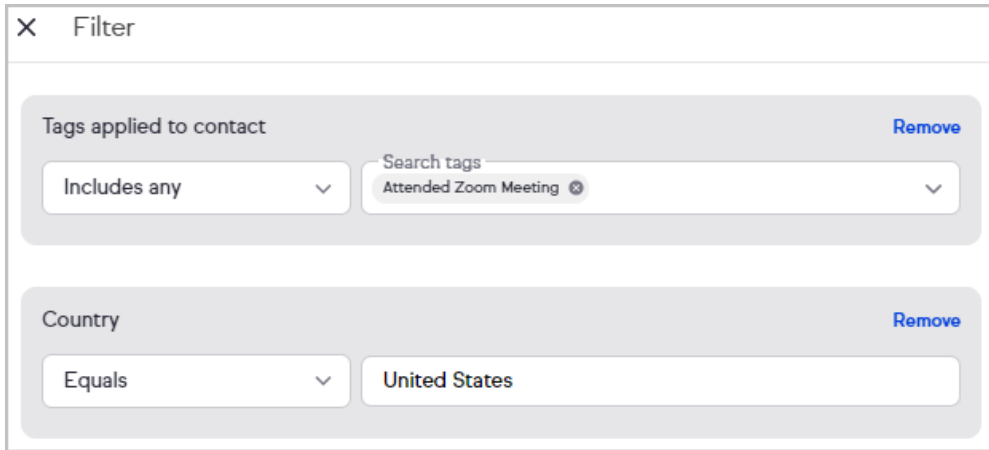 Filter
Tags applied to contact Remove
Search tags
Includes any Attended Zoom Meeting
Country Remove
Equals United States